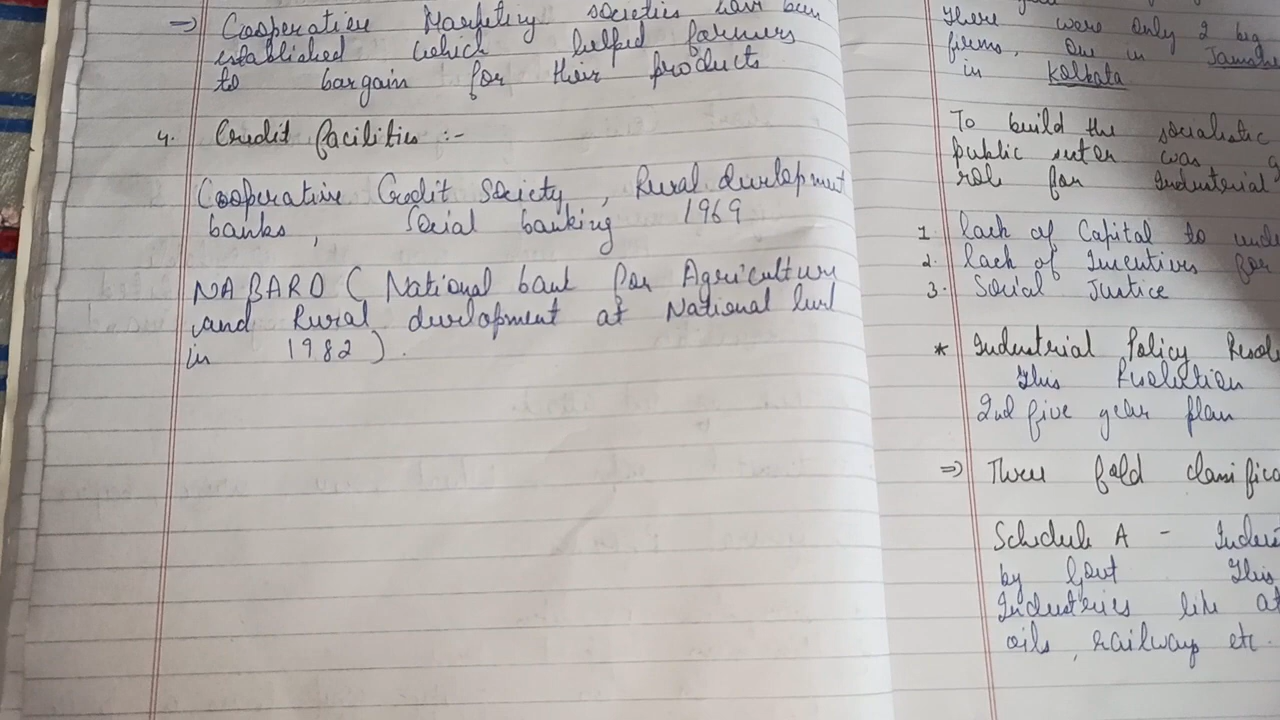 => Cooperative Marketing societies have been
established which helped farmers
to bargain for their products
4. Credit facilities :-
Cooperative Credit Society, Rural development
banks, Social banking 1969
NABARD ( National bank for Agriculture
and Rural development at National level
in 1982 ).
There were only 2 big
firms, one in
in Kolkata
To build the socialistic
public sector was
role for Industrial
1. lack of Capital to
2. lack of Incentives for
3. Social Justice
* Industrial Policy
This Resolution
2nd five year plan
=> Three fold
Schedule A -
by Govt This
Industries like
oils, railway etc.